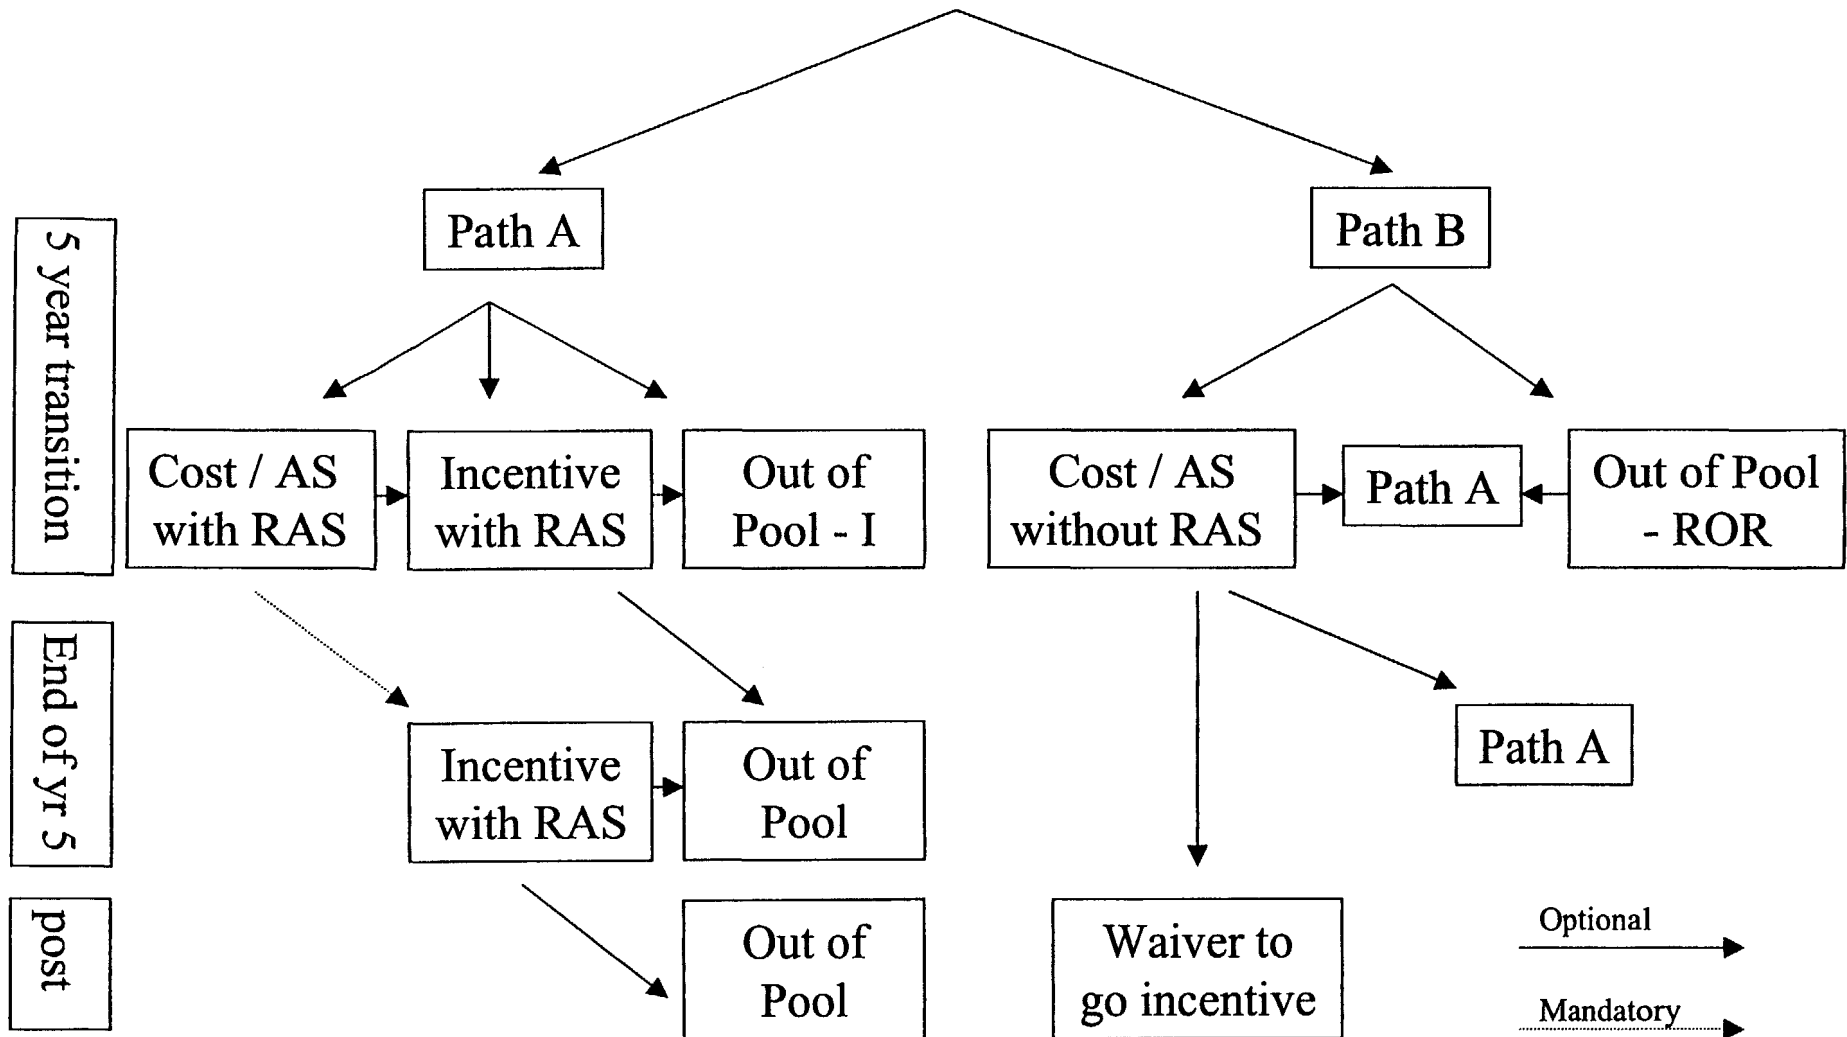 Path A
Path B
5 year transition
Cost / AS
with RAS
Incentive
with RAS
Out of
Pool - I
Cost / AS
without RAS
Path A
Out of Pool
- ROR
End of yr 5
Incentive
with RAS
Out of
Pool
Path A
post
Out of
Pool
Waiver to
go incentive
Optional
Mandatory